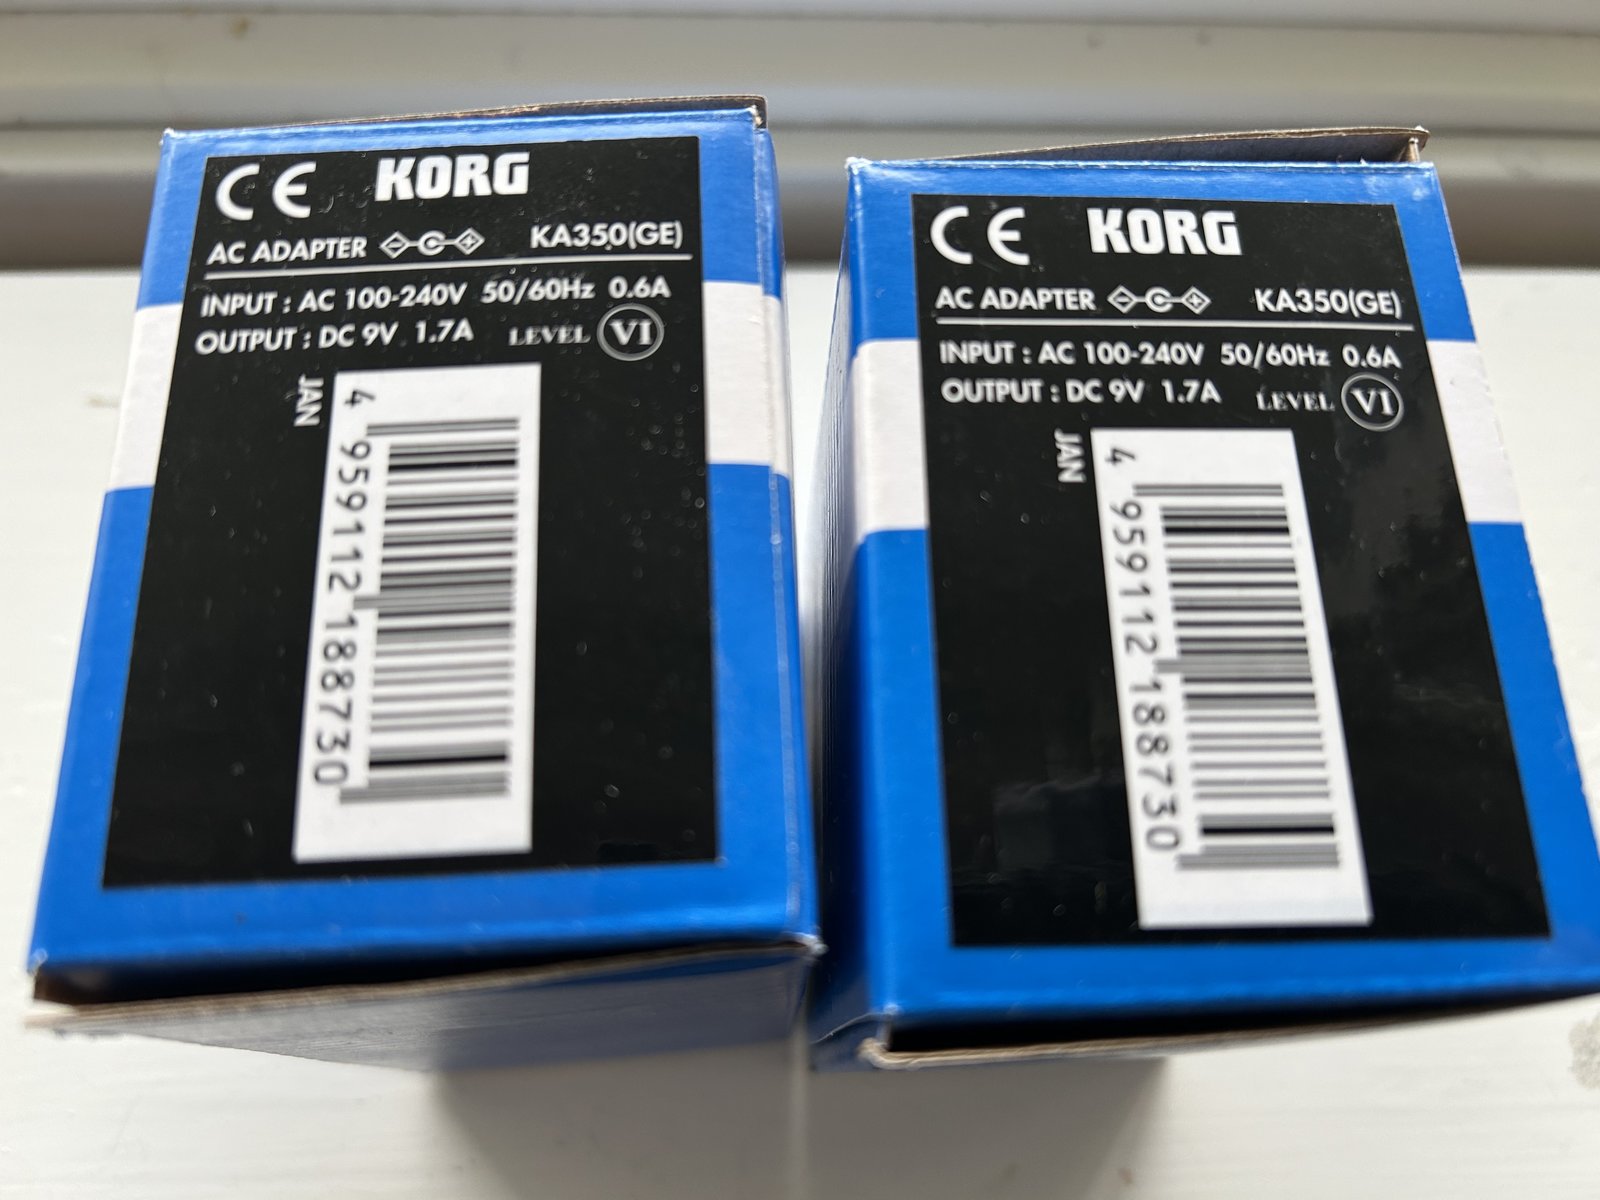 CE KORG
AC ADAPTER KA350(GE)
INPUT : AC 100-240V 50/60Hz 0.6A
OUTPUT : DC 9V 1.7A LEVEL VI
JAN
4 959112 188730
CE KORG
AC ADAPTER KA350(GE)
INPUT : AC 100-240V 50/60Hz 0.6A
OUTPUT : DC 9V 1.7A LEVEL VI
JAN
4 959112 188730